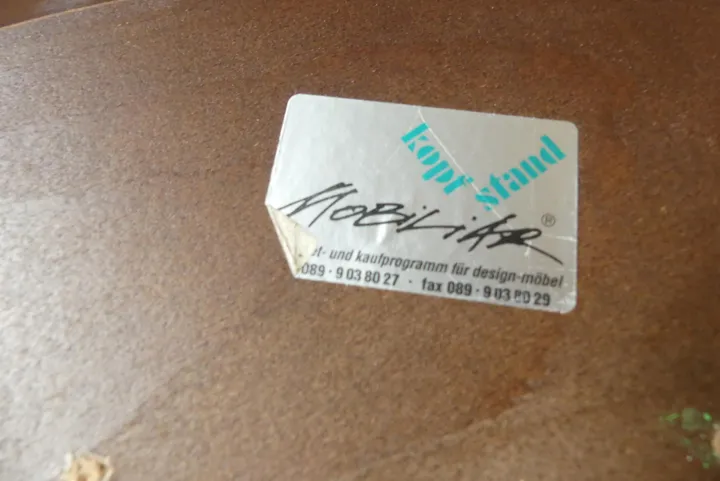 kopf stand
MOBILIAR ®
et- und kaufprogramm für design-möbel
089 · 9 03 80 27 · fax 089 · 9 03 80 29